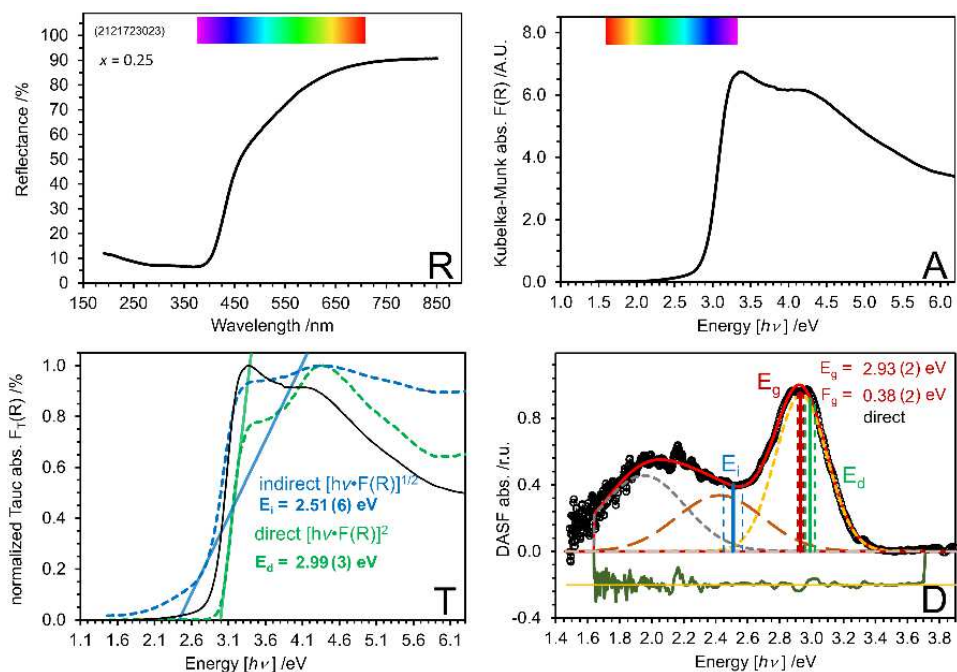 (2121723023)
x = 0.25
Reflectance /%
100
90
80
70
60
50
40
30
20
10
0
150 250 350 450 550 650 750 850
Wavelength /nm
R
Kubelka-Munk abs. F(R) /A.U.
8.0
6.0
4.0
2.0
0.0
1.0 1.5 2.0 2.5 3.0 3.5 4.0 4.5 5.0 5.5 6.0
Energy [hν] /eV
A
normalized Tauc abs. F_T(R) /%
1.0
0.8
0.6
0.4
0.2
0.0
indirect [hν•F(R)]^1/2
E_i = 2.51 (6) eV
direct [hν•F(R)]^2
E_d = 2.99 (3) eV
1.1 1.6 2.1 2.6 3.1 3.6 4.1 4.6 5.1 5.6 6.1
Energy [hν] /eV
T
DASF abs. /r.u.
0.8
0.4
0.0
-0.4
E_g = 2.93 (2) eV
F_g = 0.38 (2) eV
direct
E_g
E_i
E_d
1.4 1.6 1.8 2.0 2.2 2.4 2.6 2.8 3.0 3.2 3.4 3.6 3.8
Energy [hν] /eV
D